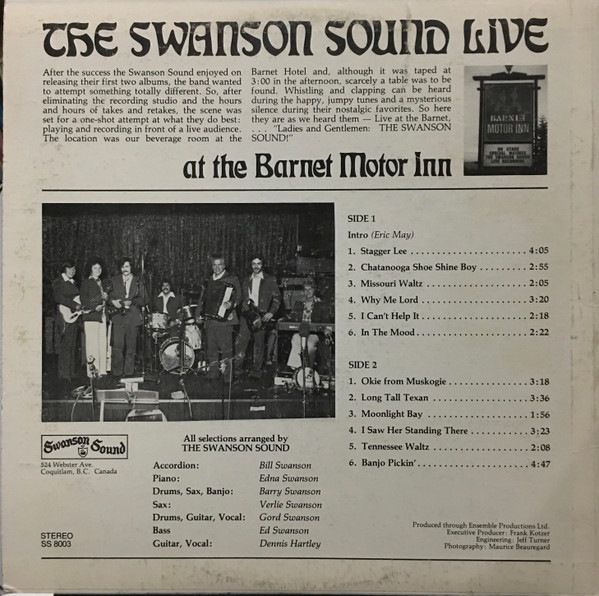 THE SWANSON SOUND LIVE
After the success the Swanson Sound enjoyed on
releasing their first two albums, the band wanted
to attempt something totally different. So, after
eliminating the recording studio and the hours
and hours of takes and retakes, the scene was
set for a one-shot attempt at what they do best:
playing and recording in front of a live audience.
The location was our beverage room at the
Barnet Hotel and, although it was taped at
3:00 in the afternoon, scarcely a table was to be
found. Whistling and clapping can be heard
during the happy, jumpy tunes and a mysterious
silence during their nostalgic favorites. So here
they are as we heard them — Live at the Barnet.
. . . "Ladies and Gentlemen: THE SWANSON
SOUND!"
BARNET
MOTOR INN
ON STAGE
SPECIAL MATINEE
THE SWANSON SOUND
LIVE RECORDING
at the Barnet Motor Inn
SIDE 1
Intro (Eric May)
1. Stagger Lee . . . . . . . . . . . . . . . . . . . . . . . 4:05
2. Chatanooga Shoe Shine Boy . . . . . . . . . 2:55
3. Missouri Waltz . . . . . . . . . . . . . . . . . . . . 2:05
4. Why Me Lord . . . . . . . . . . . . . . . . . . . . . 3:20
5. I Can't Help It . . . . . . . . . . . . . . . . . . . . . 2:18
6. In The Mood . . . . . . . . . . . . . . . . . . . . . . 2:22
SIDE 2
1. Okie from Muskogie . . . . . . . . . . . . . . . . 3:18
2. Long Tall Texan . . . . . . . . . . . . . . . . . . . 3:36
3. Moonlight Bay . . . . . . . . . . . . . . . . . . . . 1:56
4. I Saw Her Standing There . . . . . . . . . . . 3:23
5. Tennessee Waltz . . . . . . . . . . . . . . . . . . 2:08
6. Banjo Pickin' . . . . . . . . . . . . . . . . . . . . . 4:47
Swanson Sound
524 Webster Ave.
Coquitlam, B.C. Canada
STEREO
SS 8003
All selections arranged by
THE SWANSON SOUND
Accordion: Bill Swanson
Piano: Edna Swanson
Drums, Sax, Banjo: Barry Swanson
Sax: Verlie Swanson
Drums, Guitar, Vocal: Gord Swanson
Bass Ed Swanson
Guitar, Vocal: Dennis Hartley
Produced through Ensemble Productions Ltd.
Executive Producer: Frank Kotzer
Engineering: Jeff Turner
Photography: Maurice Beauregard